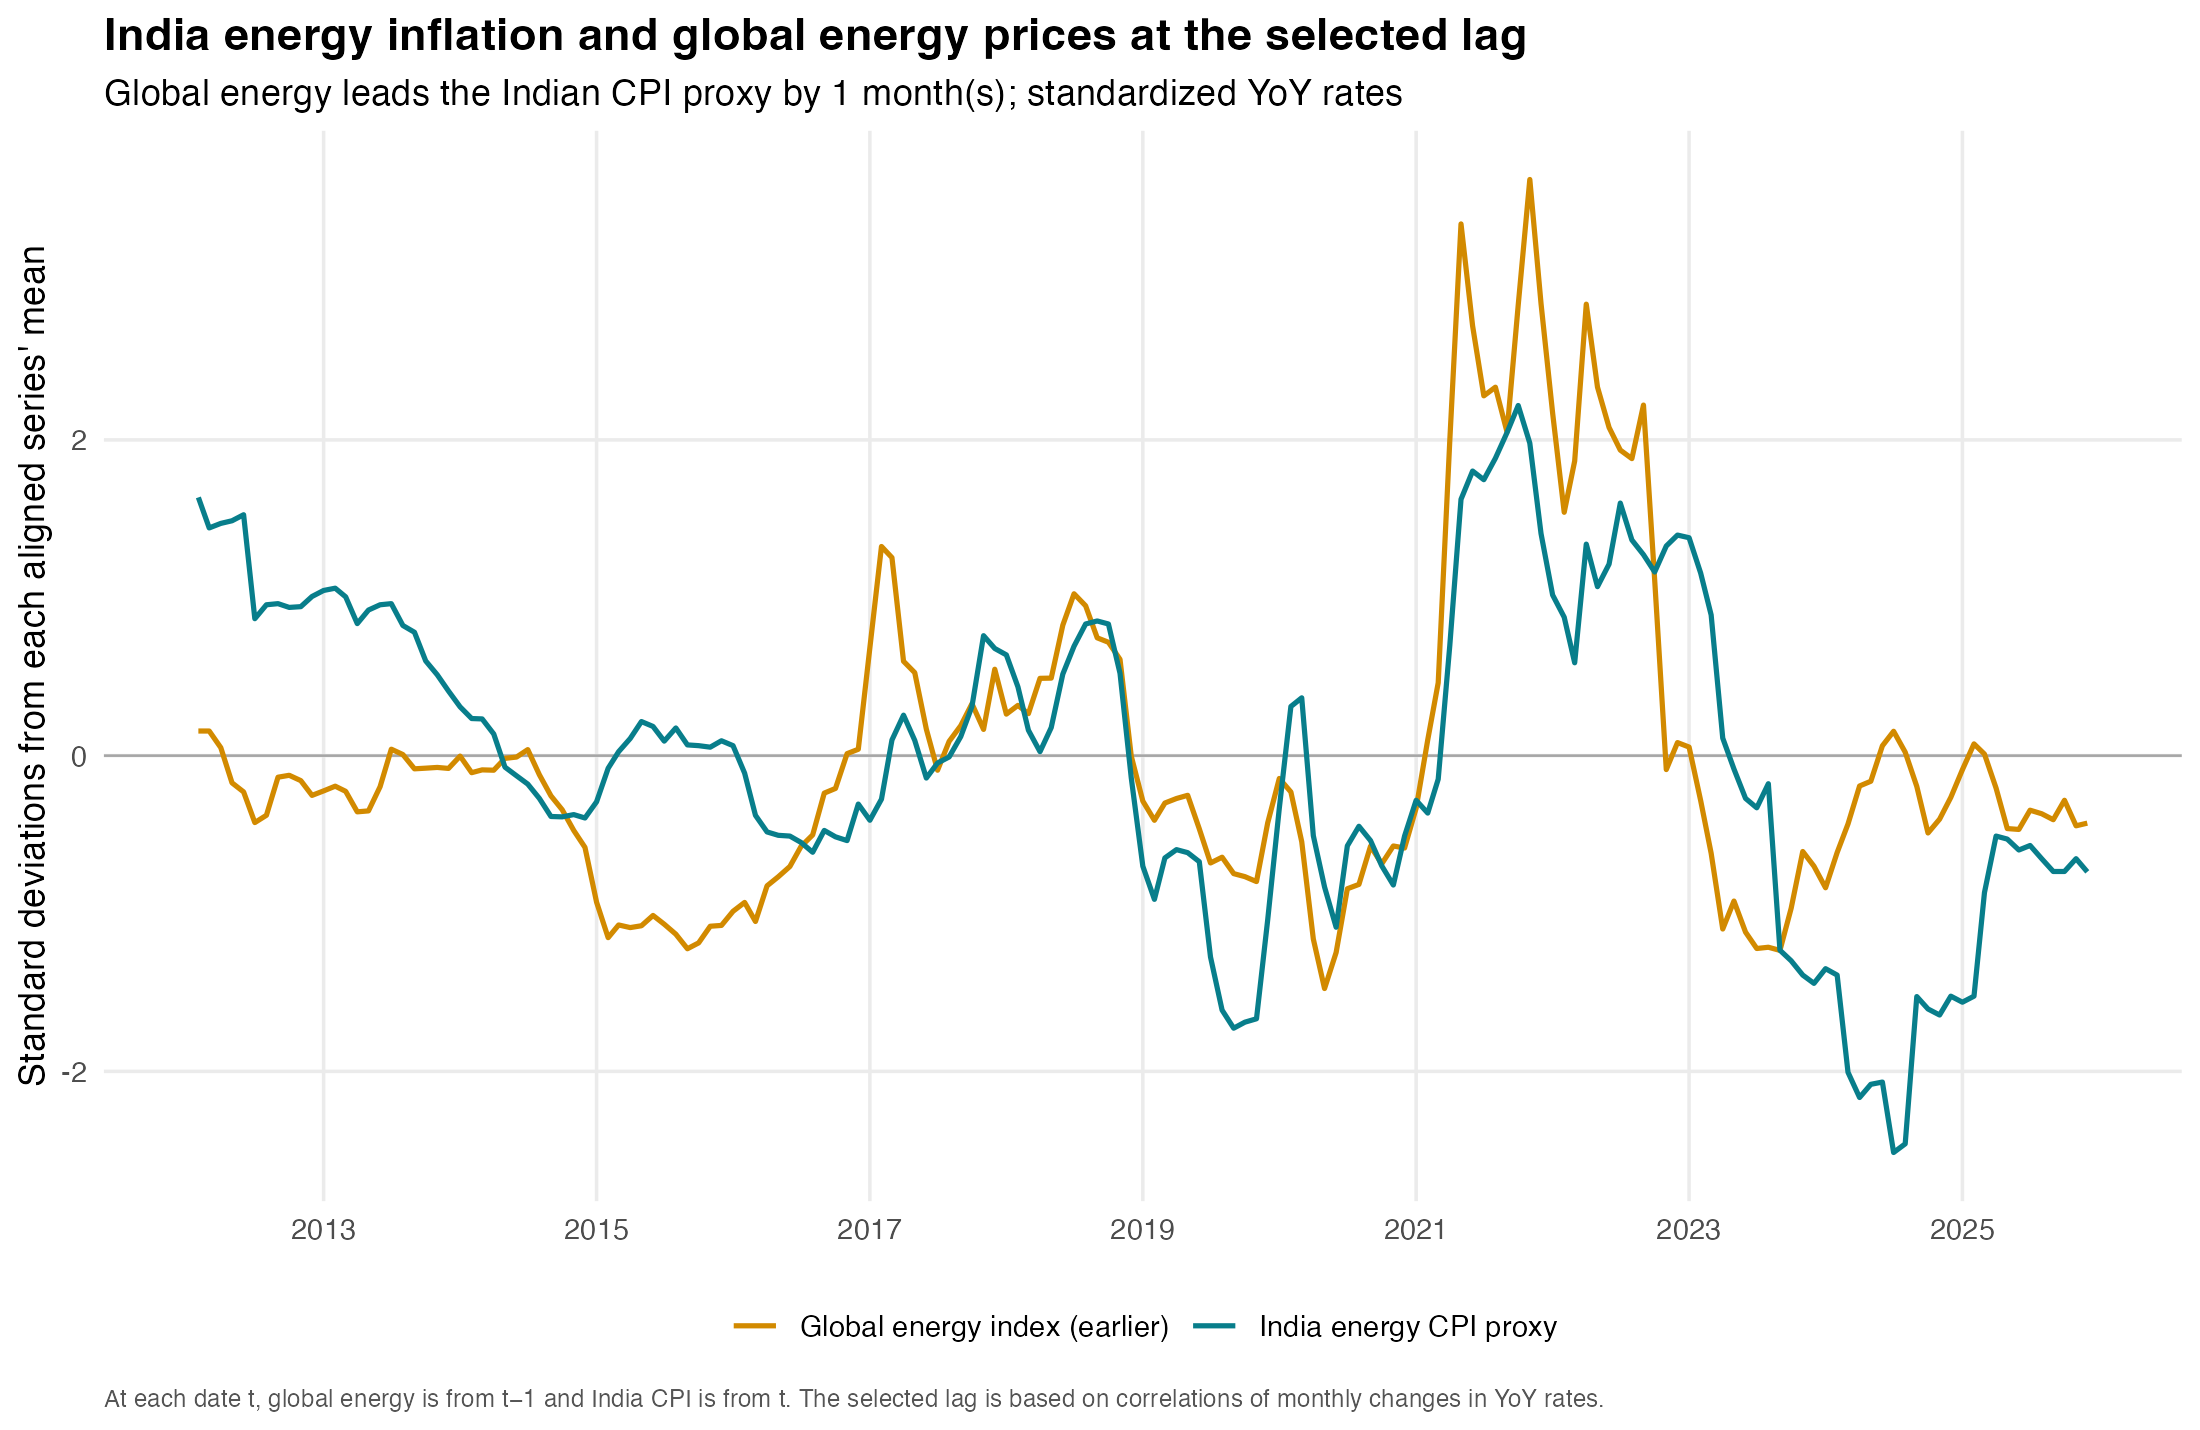 India energy inflation and global energy prices at the selected lag
Global energy leads the Indian CPI proxy by 1 month(s); standardized YoY rates
Standard deviations from each aligned series' mean
2
0
-2
2013
2015
2017
2019
2021
2023
2025
Global energy index (earlier)
India energy CPI proxy
At each date t, global energy is from t−1 and India CPI is from t. The selected lag is based on correlations of monthly changes in YoY rates.